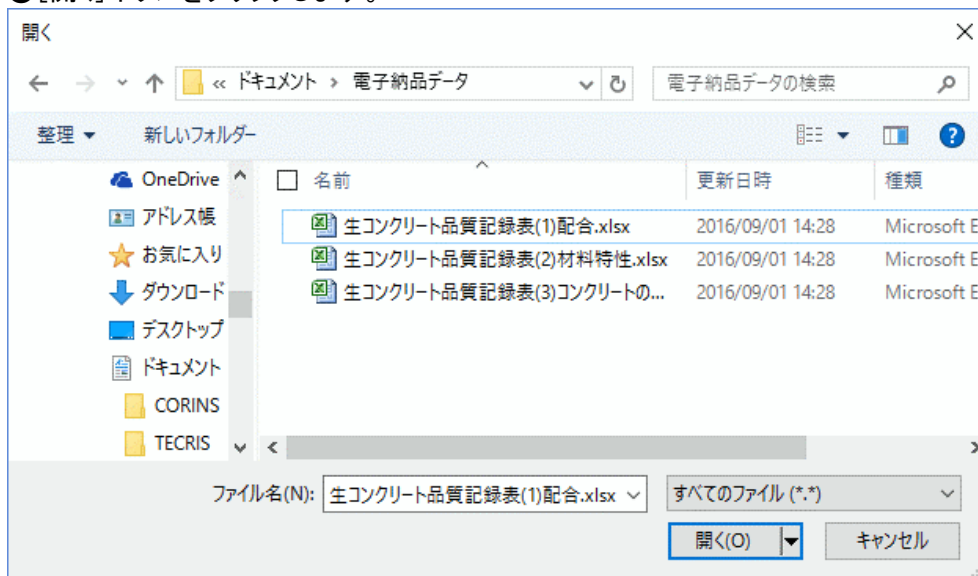 開く
« ドキュメント > 電子納品データ
電子納品データの検索
整理 新しいフォルダー
名前 更新日時 種類
OneDrive
アドレス帳
お気に入り
ダウンロード
デスクトップ
ドキュメント
CORINS
TECRIS
生コンクリート品質記録表(1)配合.xlsx 2016/09/01 14:28 Microsoft E
生コンクリート品質記録表(2)材料特性.xlsx 2016/09/01 14:28 Microsoft E
生コンクリート品質記録表(3)コンクリートの... 2016/09/01 14:28 Microsoft E
ファイル名(N): 生コンクリート品質記録表(1)配合.xlsx すべてのファイル (*.*)
開く(O) キャンセル